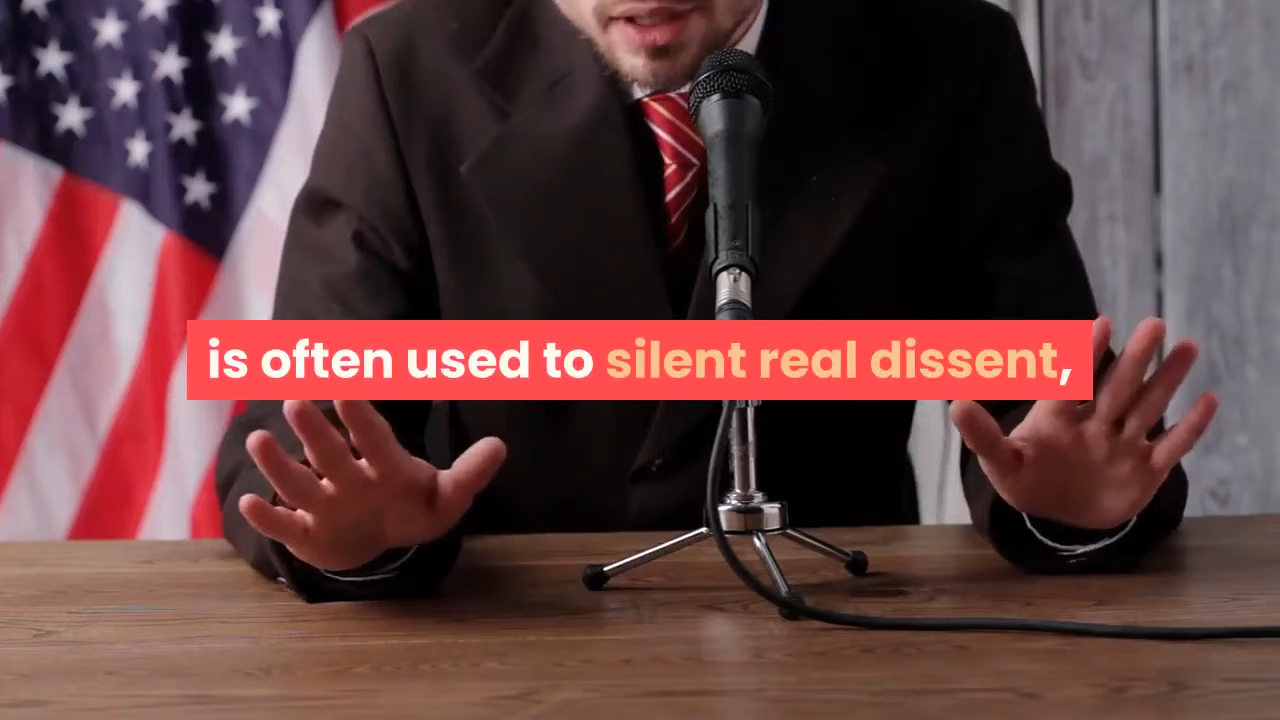 is often used to silent real dissent,